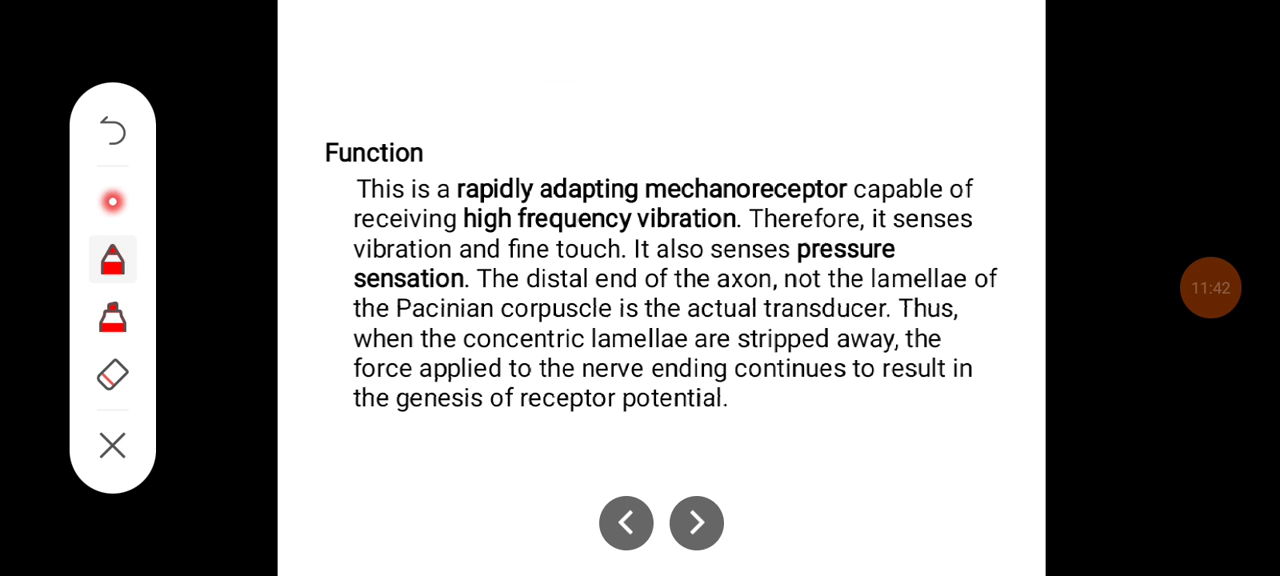 Function
This is a rapidly adapting mechanoreceptor capable of
receiving high frequency vibration. Therefore, it senses
vibration and fine touch. It also senses pressure
sensation. The distal end of the axon, not the lamellae of
the Pacinian corpuscle is the actual transducer. Thus,
when the concentric lamellae are stripped away, the
force applied to the nerve ending continues to result in
the genesis of receptor potential.
11:42